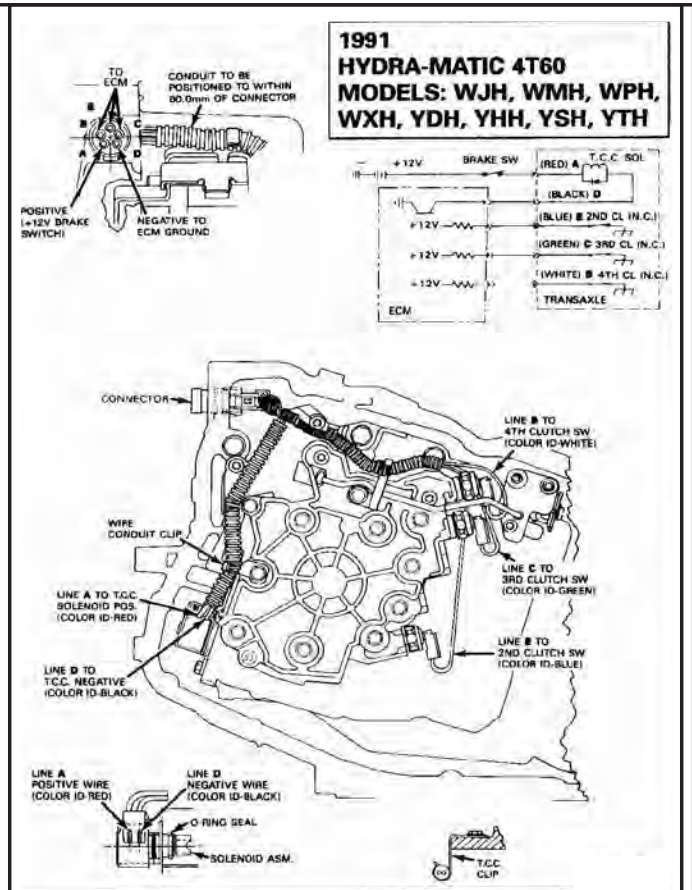 1991
HYDRA-MATIC 4T60
MODELS: WJH, WMH, WPH,
WXH, YDH, YHH, YSH, YTH
TO
ECM
CONDUIT TO BE
POSITIONED TO WITHIN
60.0mm OF CONNECTOR
E
B
C
A
D
POSITIVE
(+12V BRAKE
SWITCH)
NEGATIVE TO
ECM GROUND
+12V
BRAKE SW
(RED) A
T.C.C. SOL
(BLACK) D
+12V
(BLUE) E 2ND CL (N.C.)
+12V
(GREEN) C 3RD CL (N.C.)
+12V
(WHITE) B 4TH CL (N.C.)
ECM
TRANSAXLE
CONNECTOR
LINE B TO
4TH CLUTCH SW
(COLOR ID-WHITE)
WIRE
CONDUIT CLIP
LINE C TO
3RD CLUTCH SW
(COLOR ID-GREEN)
LINE A TO T.C.C.
SOLENOID POS.
(COLOR ID-RED)
LINE E TO
2ND CLUTCH SW
(COLOR ID-BLUE)
LINE D TO
T.C.C. NEGATIVE
(COLOR ID-BLACK)
LINE A
POSITIVE WIRE
(COLOR ID-RED)
LINE D
NEGATIVE WIRE
(COLOR ID-BLACK)
O-RING SEAL
SOLENOID ASM.
T.C.C.
CLIP